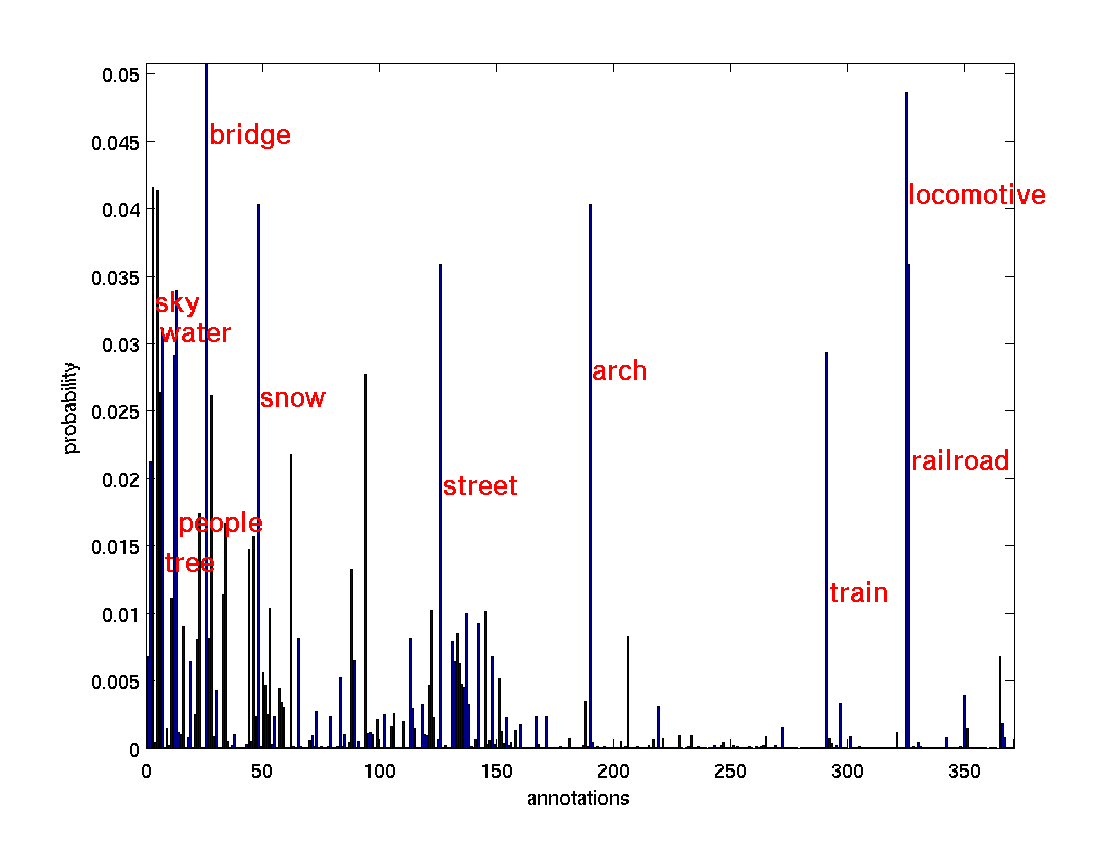 0.05
bridge
0.045
locomotive
0.04
0.035
sky
water
0.03
arch
snow
0.025
probability
railroad
street
0.02
people
0.015
tree
train
0.01
0.005
0
0 50 100 150 200 250 300 350
annotations